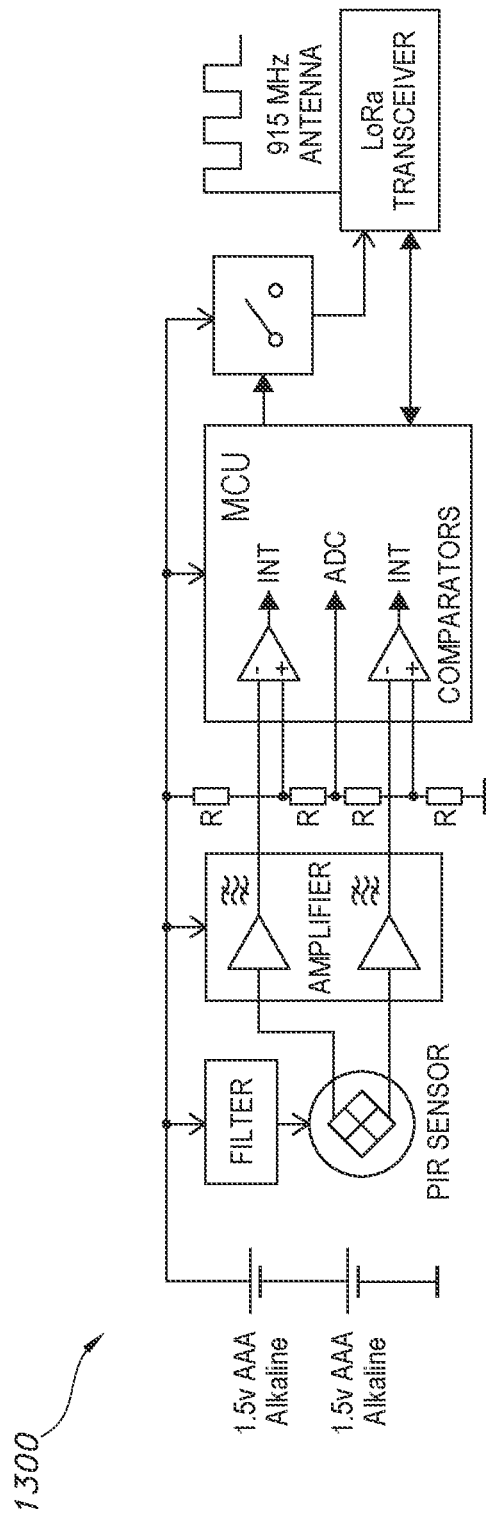 1300
1.5v AAA
Alkaline
1.5v AAA
Alkaline
FILTER
PIR SENSOR
AMPLIFIER
R
R
R
R
MCU
-
+
INT
ADC
-
+
INT
COMPARATORS
915 MHz
ANTENNA
LoRa
TRANSCEIVER